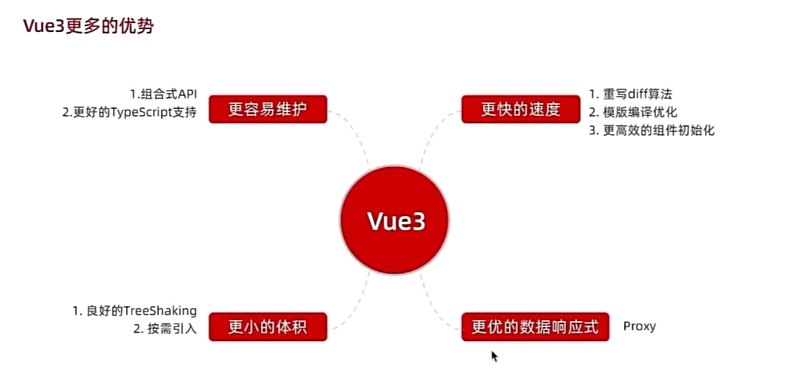 Vue3更多的优势
1.组合式API
2.更好的TypeScript支持
更容易维护
更快的速度
1. 重写diff算法
2. 模版编译优化
3. 更高效的组件初始化
Vue3
1. 良好的TreeShaking
2. 按需引入
更小的体积
更优的数据响应式
Proxy